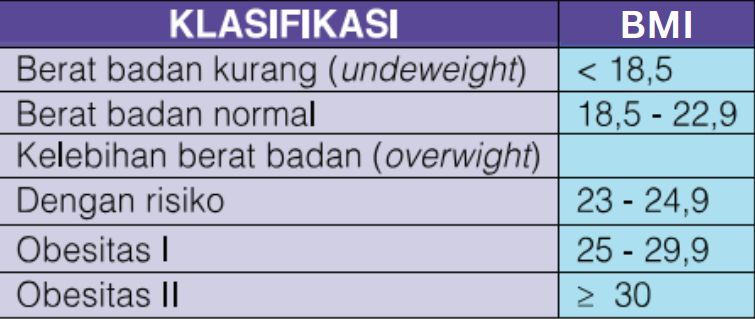 KLASIFIKASI BMI
Berat badan kurang (undeweight) < 18,5
Berat badan normal 18,5 - 22,9
Kelebihan berat badan (overwight)
Dengan risiko 23 - 24,9
Obesitas I 25 - 29,9
Obesitas II ≥ 30